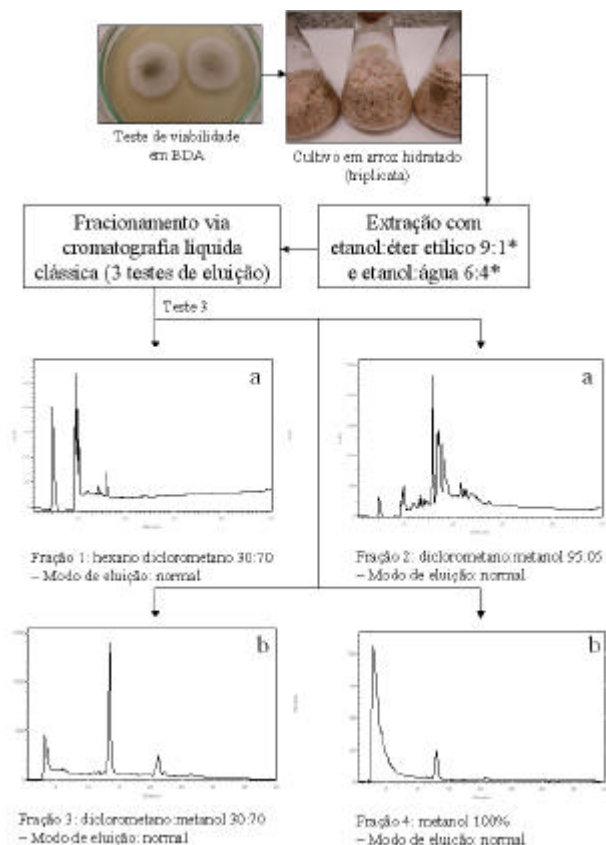 Teste de viabilidade
em BDA
Cultivo em arroz hidratado
(triplicata)
Fracionamento via
cromatografia líquida
clássica (3 testes de eluição)
Extração com
etanol:éter etílico 9:1*
e etanol:água 6:4*
Teste 3
a
a
Fração 1: hexano diclorometano 30:70
– Modo de eluição: normal
Fração 2: diclorometano:metanol 95:05
– Modo de eluição: normal
b
b
Fração 3: diclorometano:metanol 30:70
– Modo de eluição: normal
Fração 4: metanol 100%
– Modo de eluição: normal